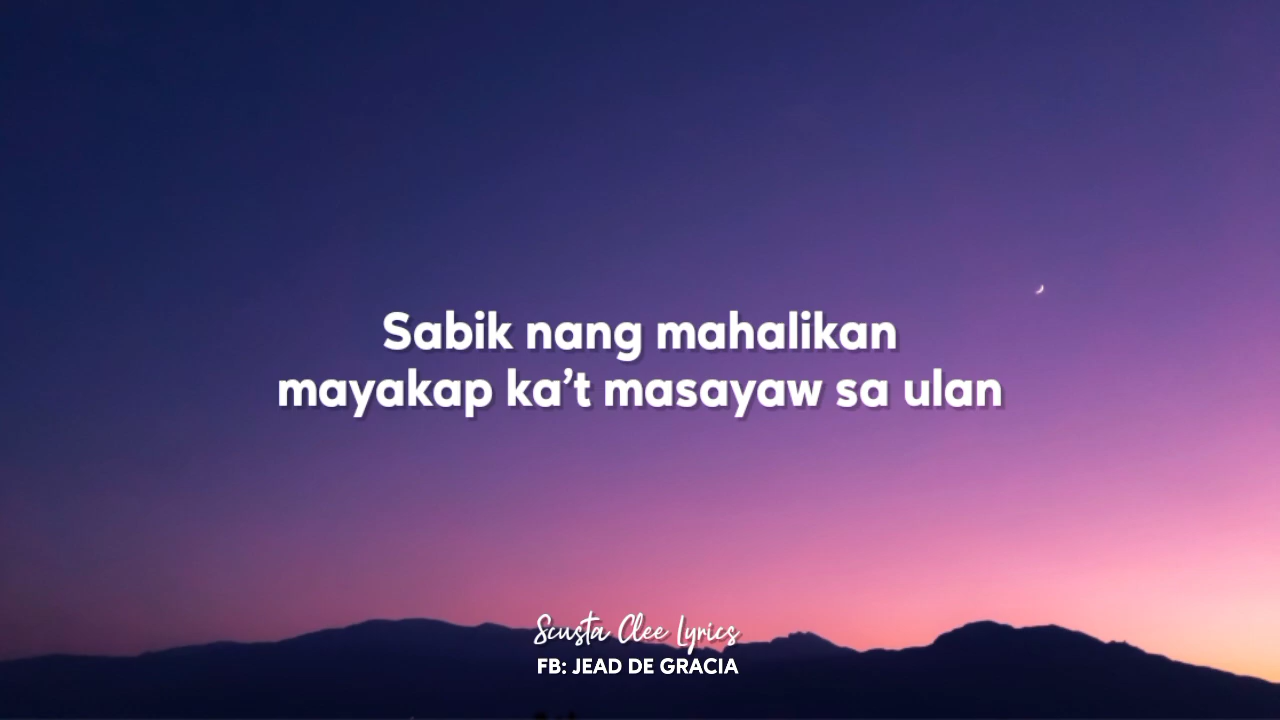 Sabik nang mahalikan
mayakap ka’t masayaw sa ulan
Scusta Clee Lyrics
FB: JEAD DE GRACIA